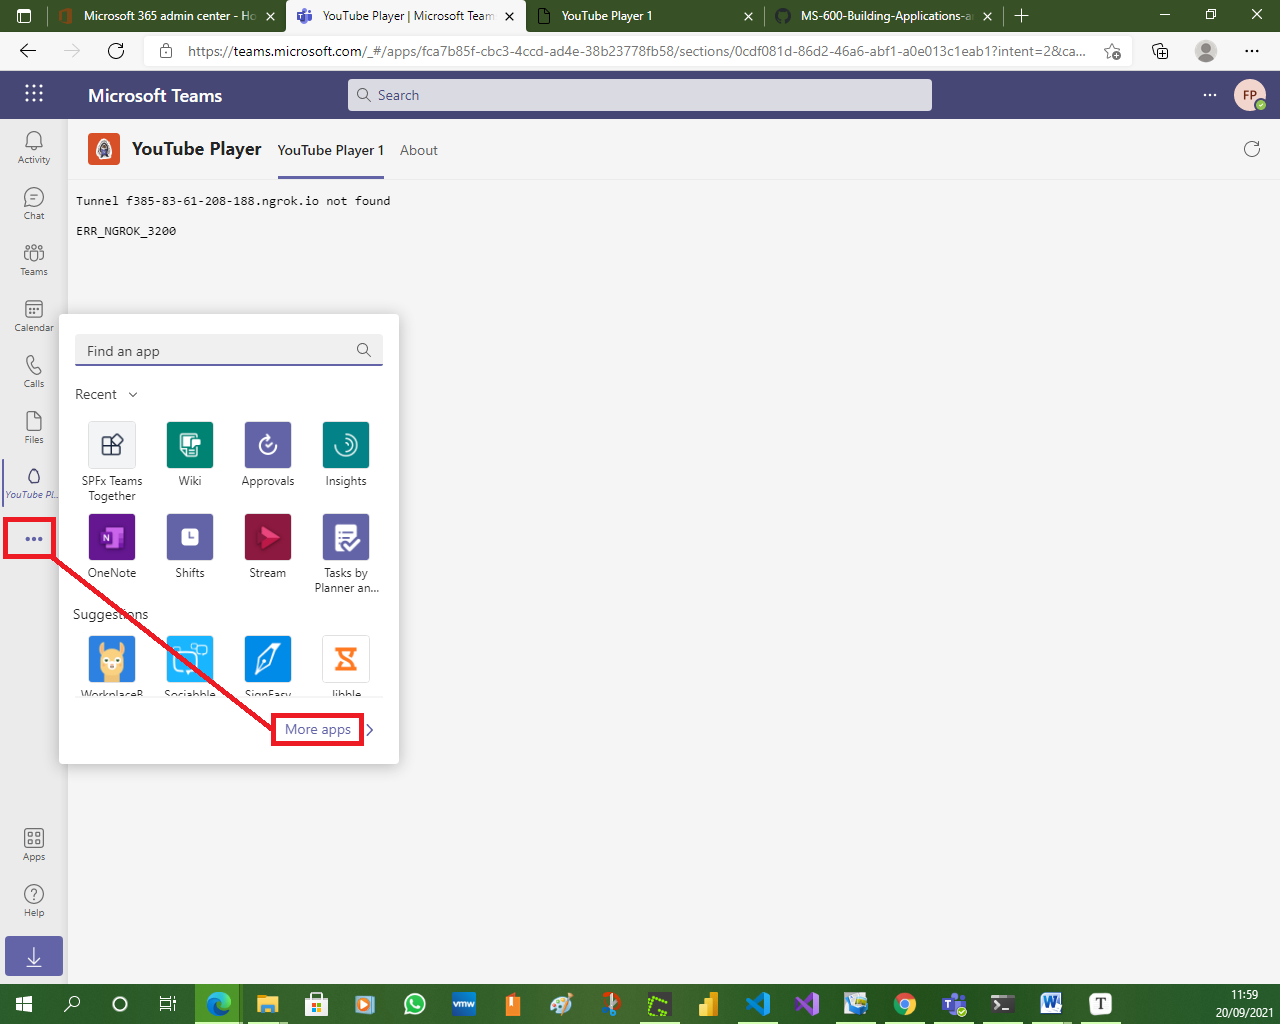 Microsoft 365 admin center - Ho
YouTube Player | Microsoft Team
YouTube Player 1
MS-600-Building-Applications-a
https://teams.microsoft.com/_#/apps/fca7b85f-cbc3-4ccd-ad4e-38b23778fb58/sections/0cdf081d-86d2-46a6-abf1-a0e013c1eab1?intent=2&ca...
Microsoft Teams
Search
FP
Activity
Chat
Teams
Calendar
Calls
Files
YouTube Pl...
Apps
Help
YouTube Player
YouTube Player 1
About
Tunnel f385-83-61-208-188.ngrok.io not found
ERR_NGROK_3200
Find an app
Recent
SPFx Teams Together
Wiki
Approvals
Insights
OneNote
Shifts
Stream
Tasks by Planner an...
Suggestions
WorkplaceB
Sociabble
SignEasy
Jibble
More apps
vmw
T
11:59
20/09/2021